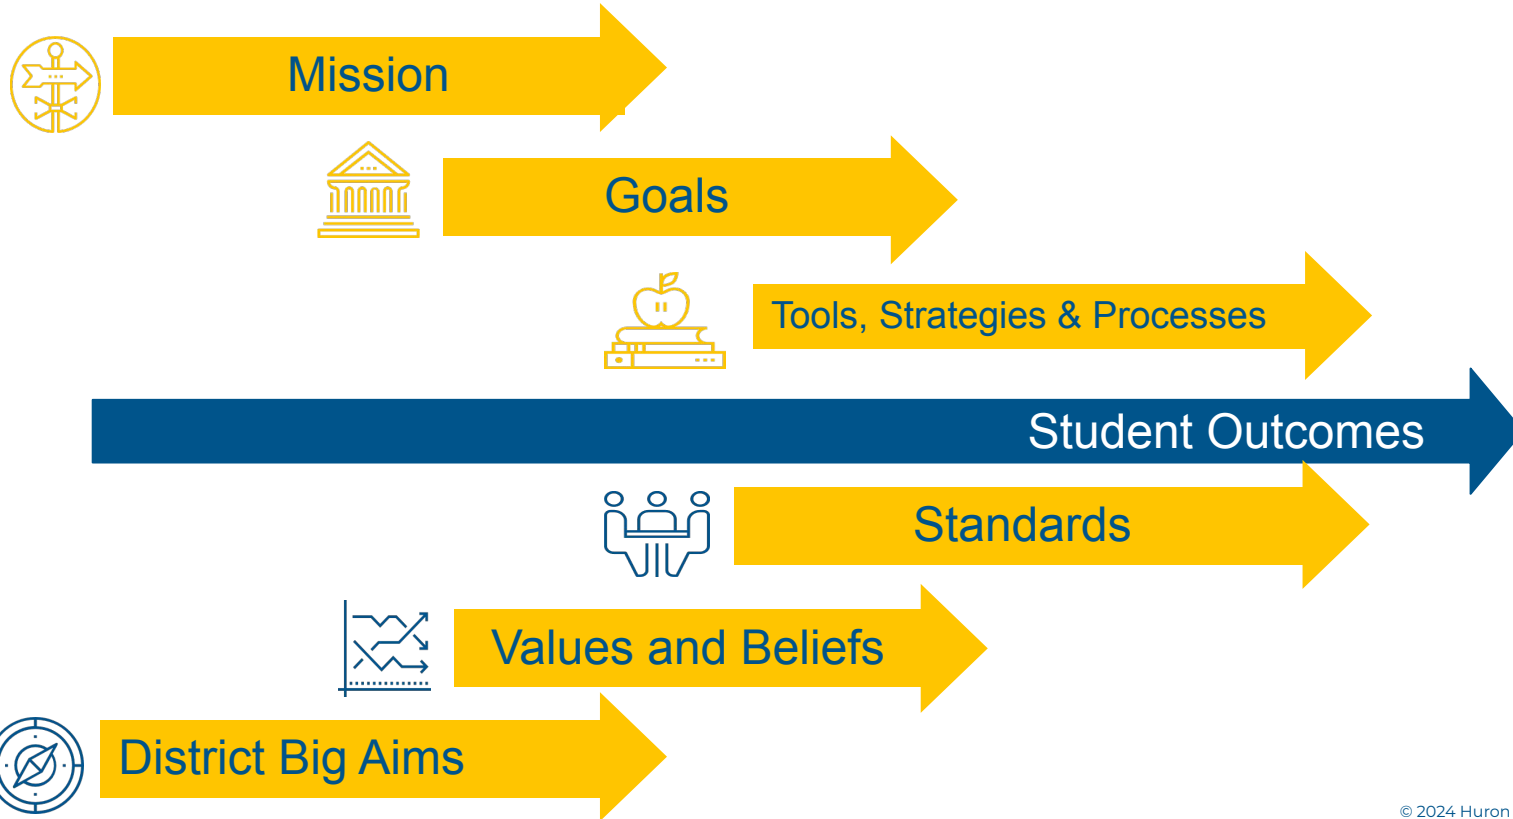 Mission
Goals
Tools, Strategies & Processes
Student Outcomes
Standards
Values and Beliefs
District Big Aims
© 2024 Huron